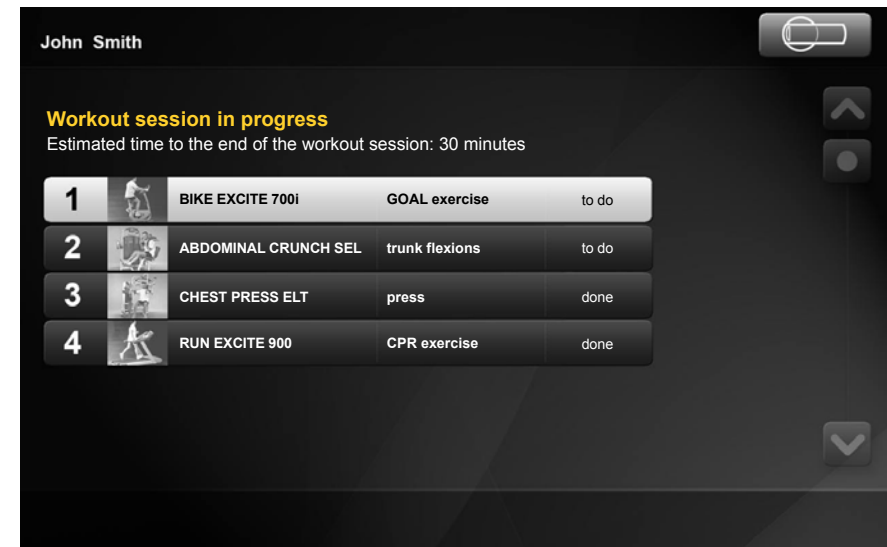 John Smith
Workout session in progress
Estimated time to the end of the workout session: 30 minutes
1 BIKE EXCITE 700i GOAL exercise to do
2 ABDOMINAL CRUNCH SEL trunk flexions to do
3 CHEST PRESS ELT press done
4 RUN EXCITE 900 CPR exercise done